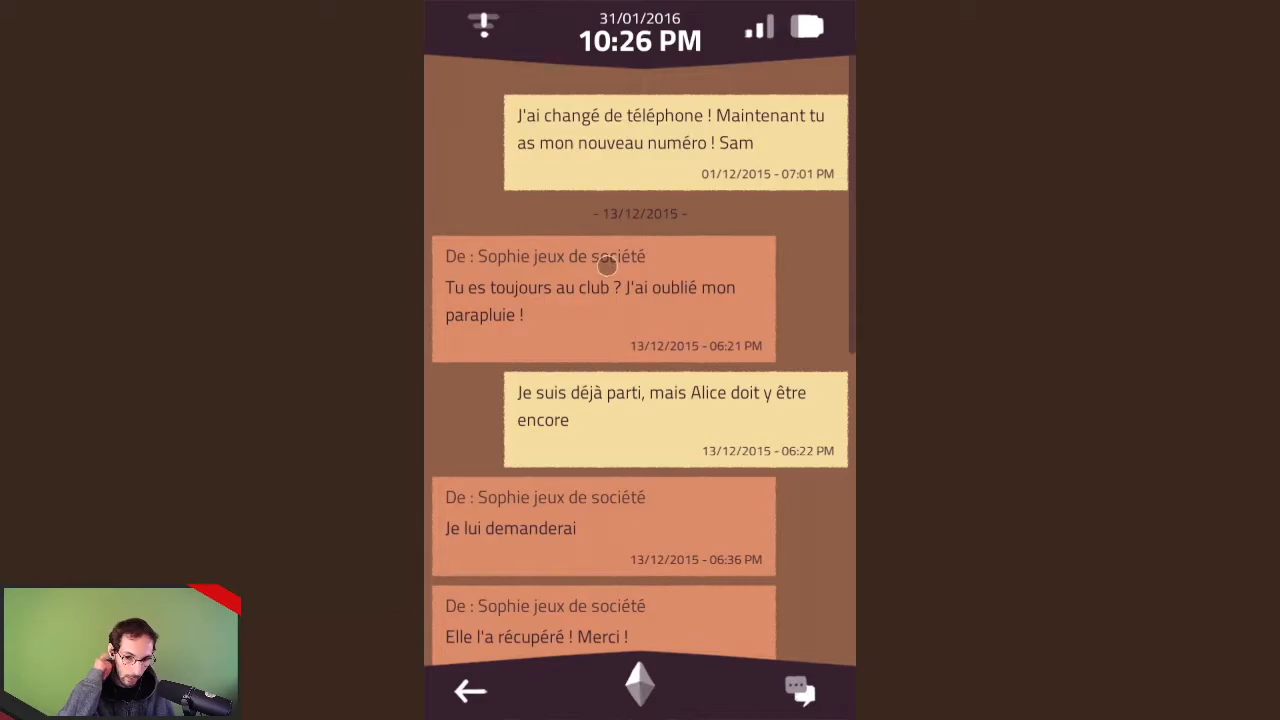 31/01/2016
10:26 PM
J'ai changé de téléphone ! Maintenant tu
as mon nouveau numéro ! Sam
01/12/2015 - 07:01 PM
- 13/12/2015 -
De : Sophie jeux de société
Tu es toujours au club ? J'ai oublié mon
parapluie !
13/12/2015 - 06:21 PM
Je suis déjà parti, mais Alice doit y être
encore
13/12/2015 - 06:22 PM
De : Sophie jeux de société
Je lui demanderai
13/12/2015 - 06:36 PM
De : Sophie jeux de société
Elle l'a récupéré ! Merci !